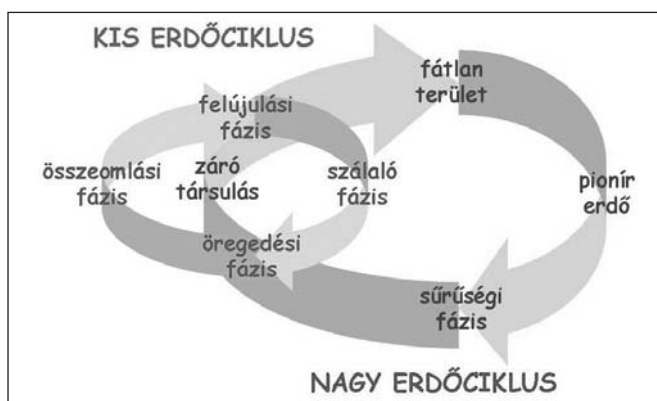 KIS ERDŐCIKLUS
fátlan
terület
felújulási
fázis
összeomlási
fázis
záró
társulás
szálaló
fázis
pionír
erdő
öregedési
fázis
sűrűségi
fázis
NAGY ERDŐCIKLUS